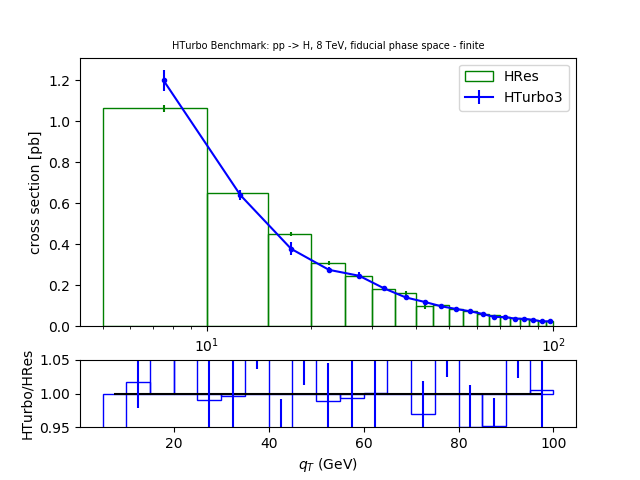 HTurbo Benchmark: pp -> H, 8 TeV, fiducial phase space - finite
HRes
HTurbo3
cross section [pb]
1.2
1.0
0.8
0.6
0.4
0.2
0.0
10¹
10²
HTurbo/HRes
1.05
1.00
0.95
20
40
60
80
100
q_T (GeV)